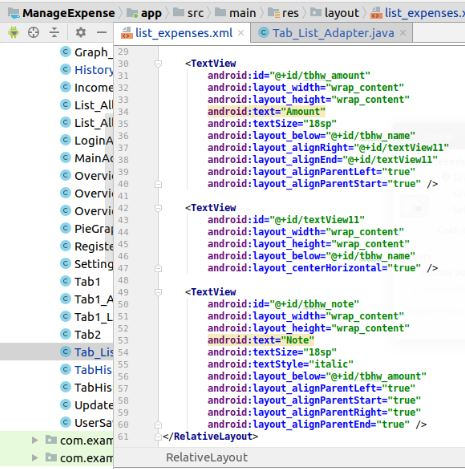 ManageExpense app src main res layout list_expenses.x
list_expenses.xml Tab_List_Adapter.java
Graph_
History
Income
List_All
List_All
LoginA
MainAc
Overvi
Overvi
Overvi
PieGrap
Registe
Setting
Tab1
Tab1_A
Tab1_L
Tab2
Tab_Lis
TabHis
TabHis
Update
UserSa
com.exam
com.exam
29
30 <TextView
31 android:id="@+id/tbhw_amount"
32 android:layout_width="wrap_content"
33 android:layout_height="wrap_content"
34 android:text="Amount"
35 android:textSize="18sp"
36 android:layout_below="@+id/tbhw_name"
37 android:layout_alignRight="@+id/textView11"
38 android:layout_alignEnd="@+id/textView11"
39 android:layout_alignParentLeft="true"
40 android:layout_alignParentStart="true" />
41
42 <TextView
43 android:id="@+id/textView11"
44 android:layout_width="wrap_content"
45 android:layout_height="wrap_content"
46 android:layout_below="@+id/tbhw_name"
47 android:layout_centerHorizontal="true" />
48
49 <TextView
50 android:id="@+id/tbhw_note"
51 android:layout_width="wrap_content"
52 android:layout_height="wrap_content"
53 android:text="Note"
54 android:textSize="18sp"
55 android:textStyle="italic"
56 android:layout_below="@+id/tbhw_amount"
57 android:layout_alignParentLeft="true"
58 android:layout_alignParentStart="true"
59 android:layout_alignParentRight="true"
60 android:layout_alignParentEnd="true" />
61 </RelativeLayout>
RelativeLayout